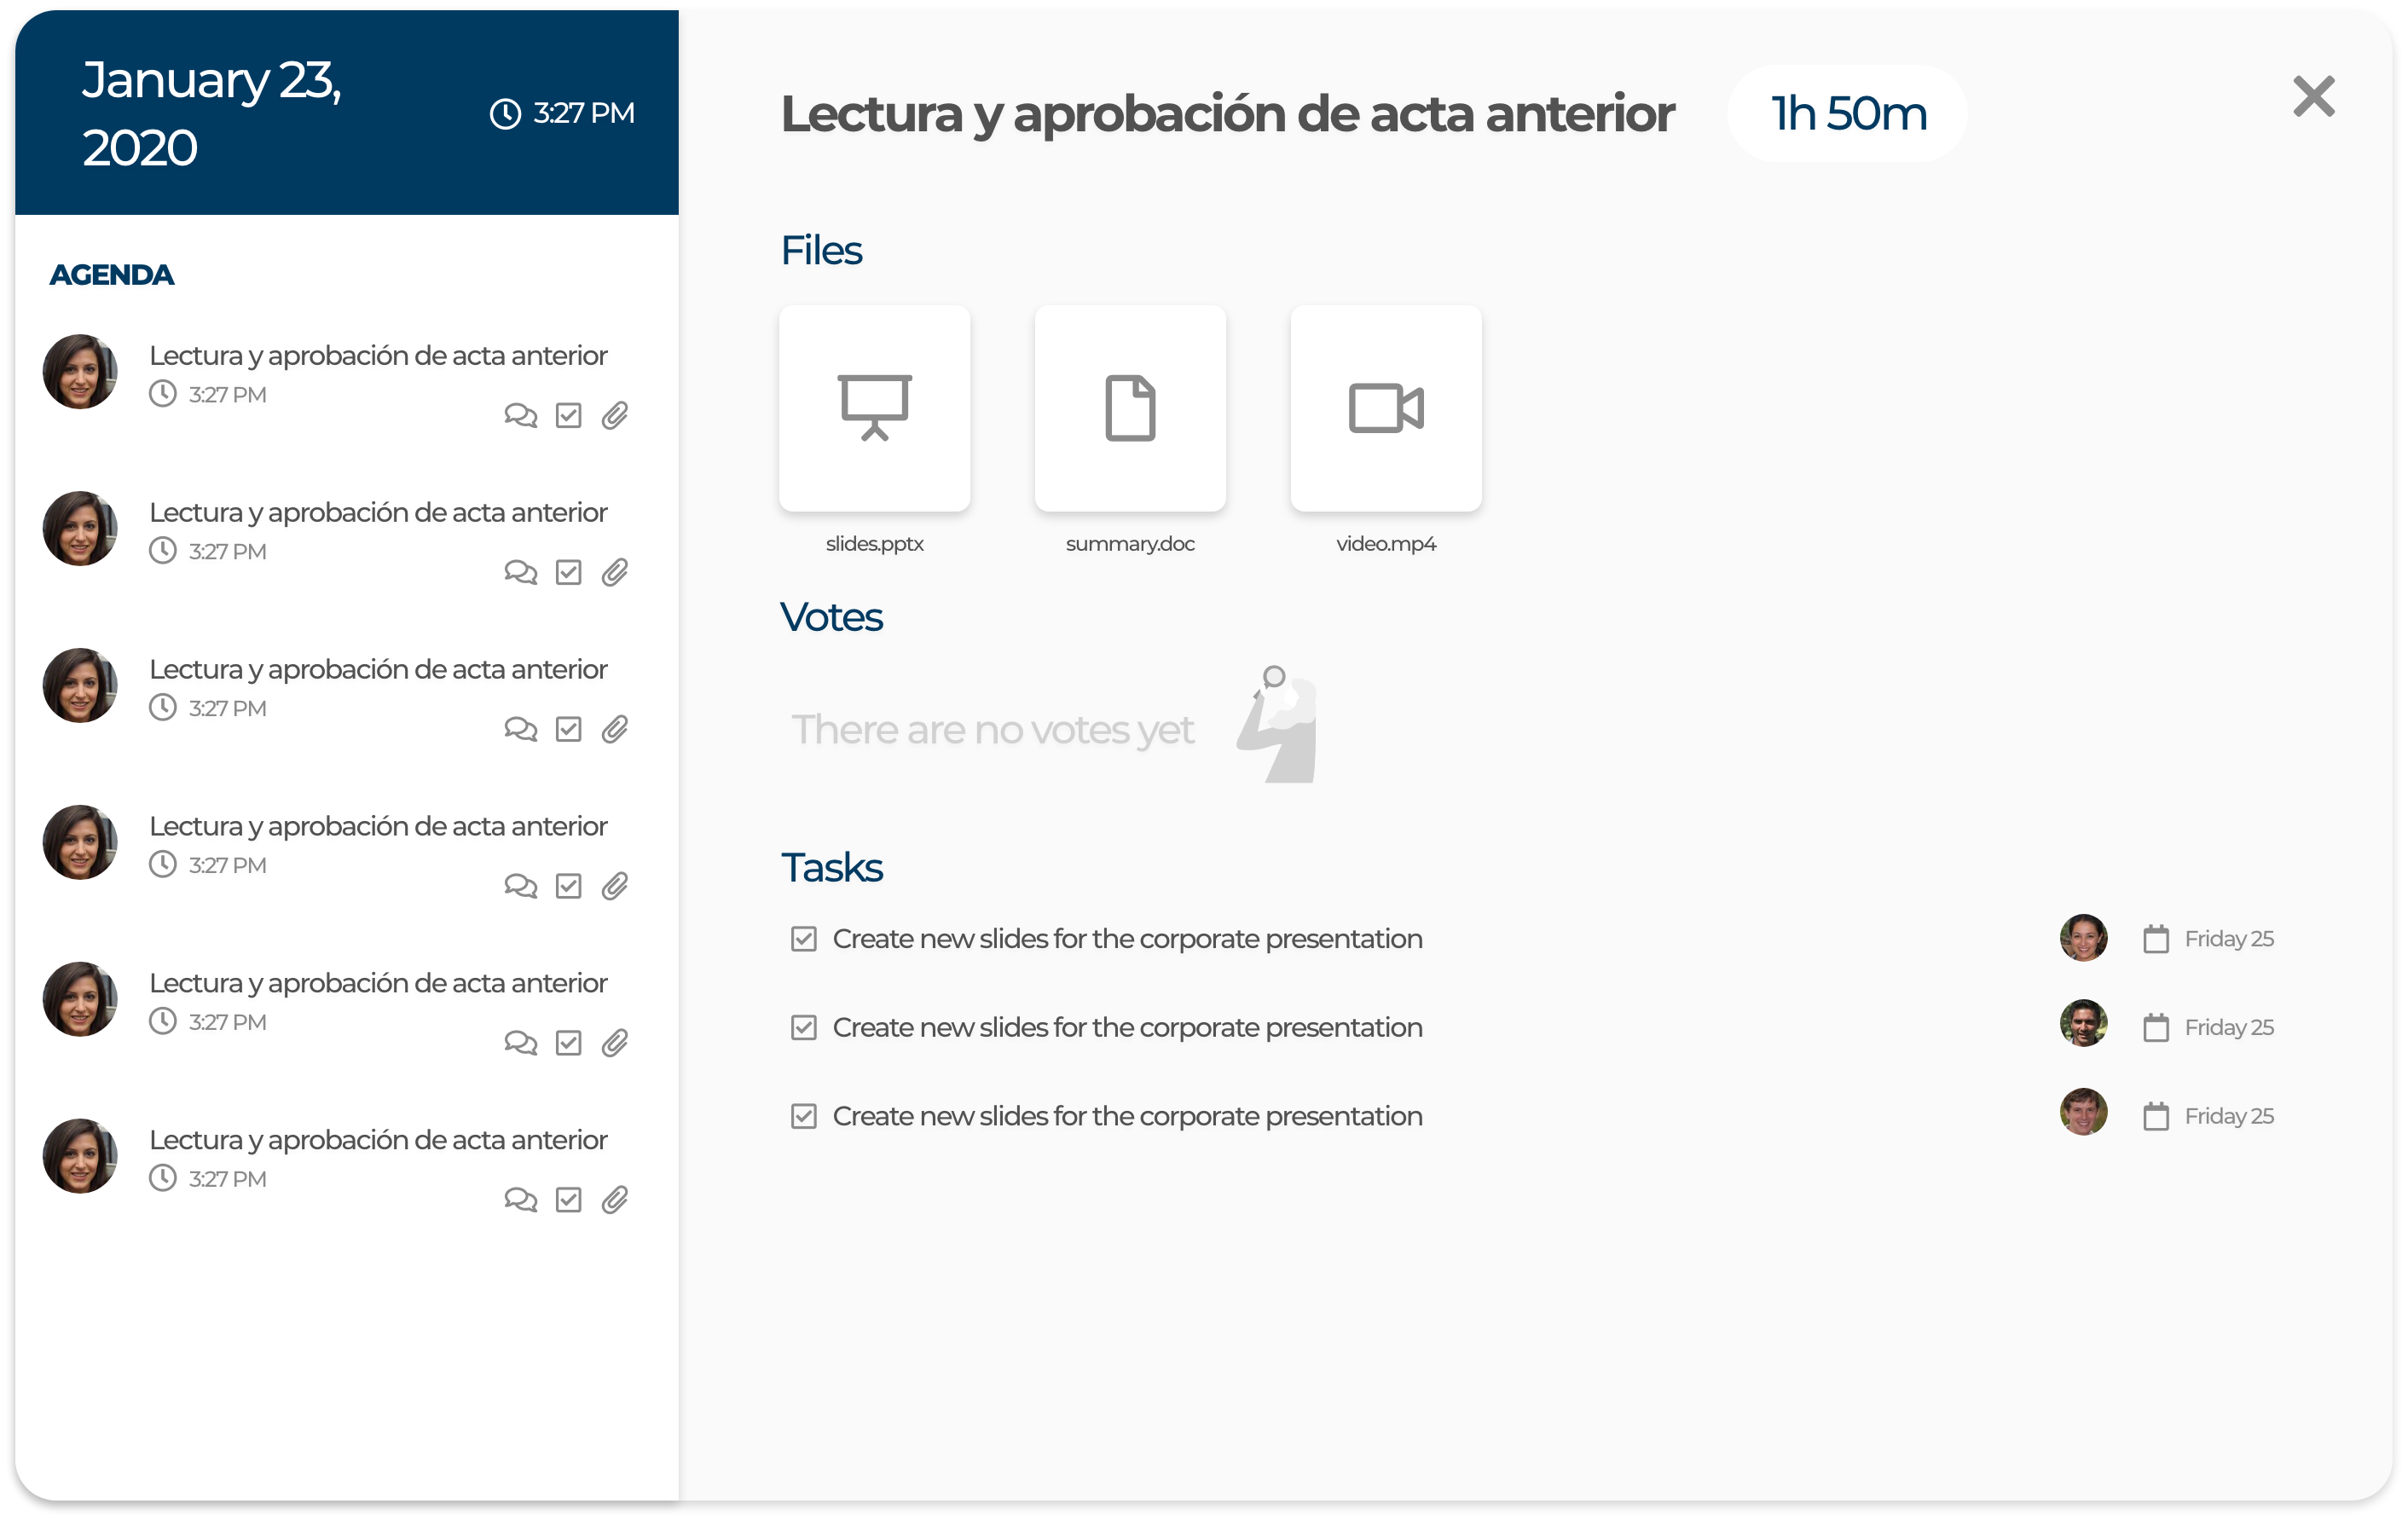 January 23,
2020
3:27 PM
AGENDA
Lectura y aprobación de acta anterior
3:27 PM
Lectura y aprobación de acta anterior
3:27 PM
Lectura y aprobación de acta anterior
3:27 PM
Lectura y aprobación de acta anterior
3:27 PM
Lectura y aprobación de acta anterior
3:27 PM
Lectura y aprobación de acta anterior
3:27 PM
Lectura y aprobación de acta anterior
1h 50m
Files
slides.pptx
summary.doc
video.mp4
Votes
There are no votes yet
Tasks
Create new slides for the corporate presentation
Friday 25
Create new slides for the corporate presentation
Friday 25
Create new slides for the corporate presentation
Friday 25